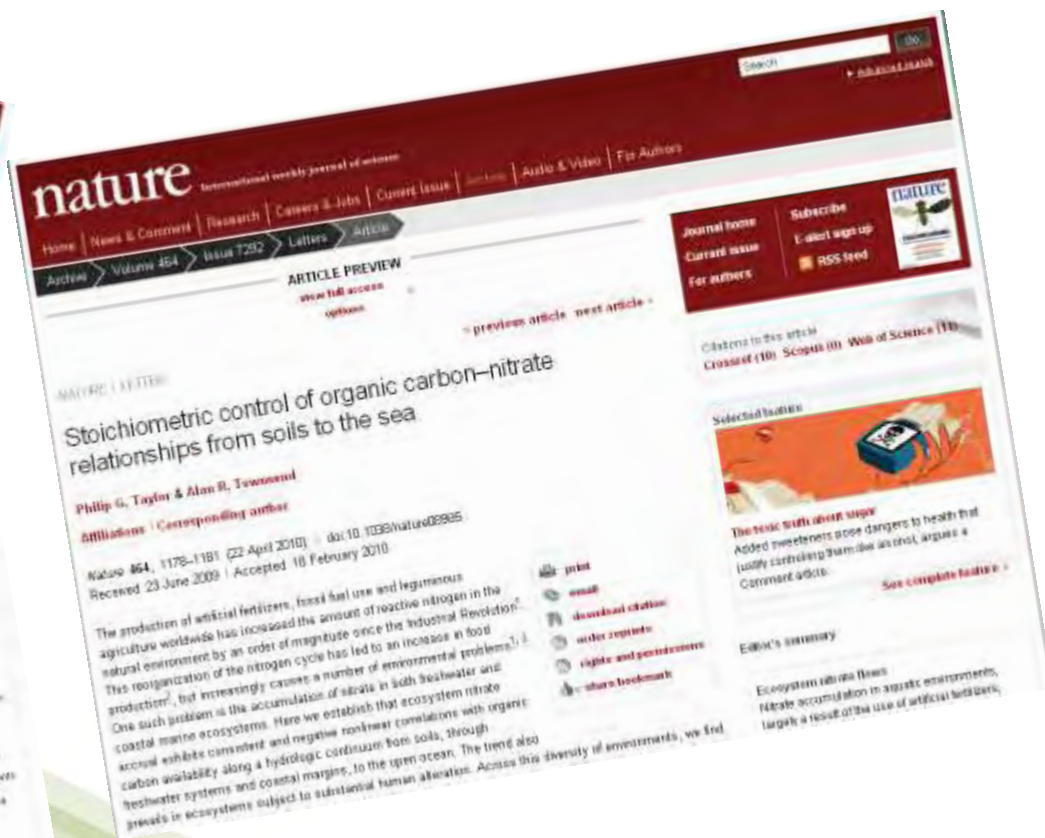 Search
Go
Advanced search
nature International weekly journal of science
Home | News & Comment | Research | Careers & Jobs | Current Issue | Archive | Audio & Video | For Authors
Archive Volume 464 Issue 7292 Letters Article
ARTICLE PREVIEW
view full access
options
« previous article next article »
NATURE | LETTER
Stoichiometric control of organic carbon–nitrate
relationships from soils to the sea
Philip G. Taylor & Alan R. Townsend
Affiliations | Corresponding author
Nature 464, 1178–1181 (22 April 2010) | doi:10.1038/nature08985
Received 23 June 2009 | Accepted 18 February 2010
The production of artificial fertilizers, fossil fuel use and leguminous
agriculture worldwide has increased the amount of reactive nitrogen in the
natural environment by an order of magnitude since the Industrial Revolution
This reorganization of the nitrogen cycle has led to an increase in food
production, but increasingly causes a number of environmental problems
One such problem is the accumulation of nitrate in both freshwater and
coastal marine ecosystems. Here we establish that ecosystem nitrate
accrual exhibits consistent and negative nonlinear correlations with organic
carbon availability along a hydrologic continuum from soils, through
freshwater systems and coastal margins, to the open ocean. The trend also
prevails in ecosystems subject to substantial human alteration. Across this diversity of environments, we find
print
email
download citation
order reprints
rights and permissions
share/bookmark
Journal home
Current issue
For authors
Subscribe
E-alert sign up
RSS feed
nature
Citations to this article
Crossref (10) Scopus (0) Web of Science (11)
Selected feature
The toxic truth about sugar
Added sweeteners pose dangers to health that
justify controlling them like alcohol, argues a
Comment article.
See complete feature »
Editor's summary
Ecosystem nitrate flows
Nitrate accumulation in aquatic environments,
largely a result of the use of artificial fertilizers,